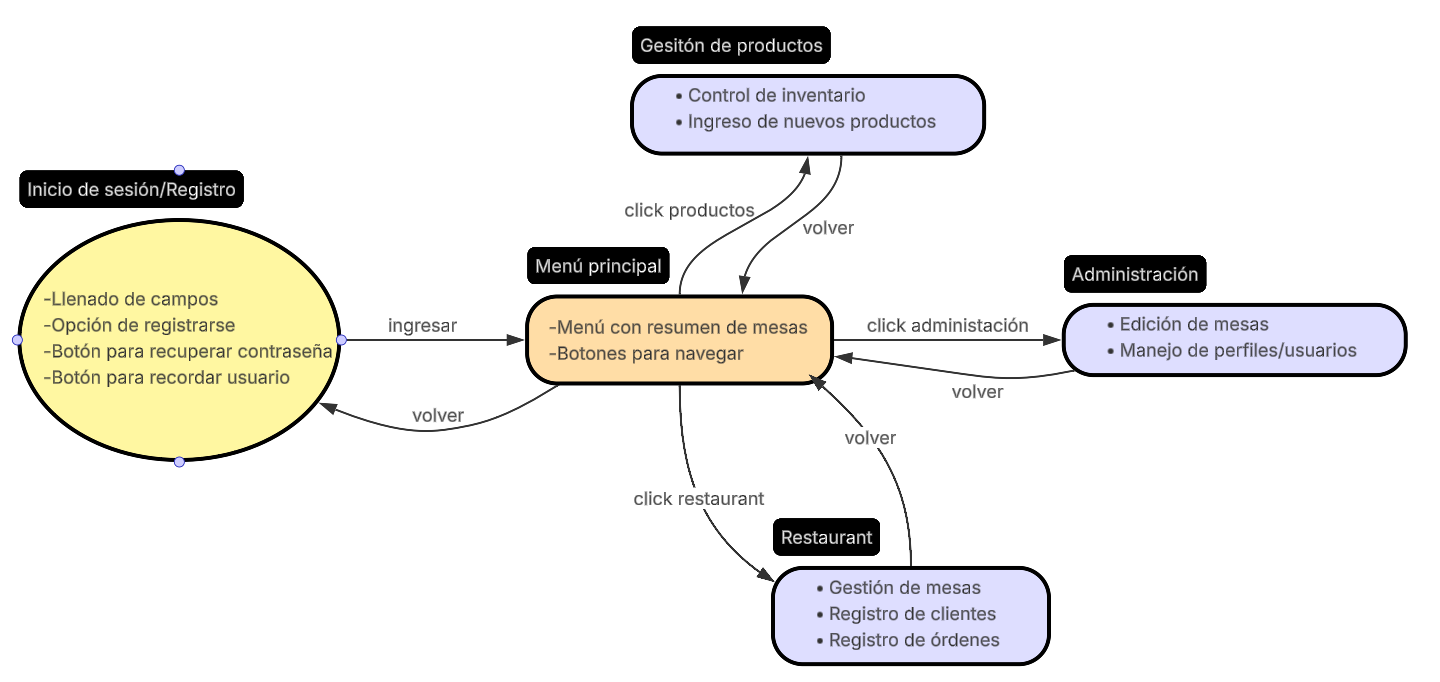 Gesitón de productos
• Control de inventario
• Ingreso de nuevos productos
Inicio de sesión/Registro
-Llenado de campos
-Opción de registrarse
-Botón para recuperar contraseña
-Botón para recordar usuario
ingresar
volver
click productos
volver
Menú principal
-Menú con resumen de mesas
-Botones para navegar
click administación
volver
Administración
• Edición de mesas
• Manejo de perfiles/usuarios
volver
click restaurant
Restaurant
• Gestión de mesas
• Registro de clientes
• Registro de órdenes